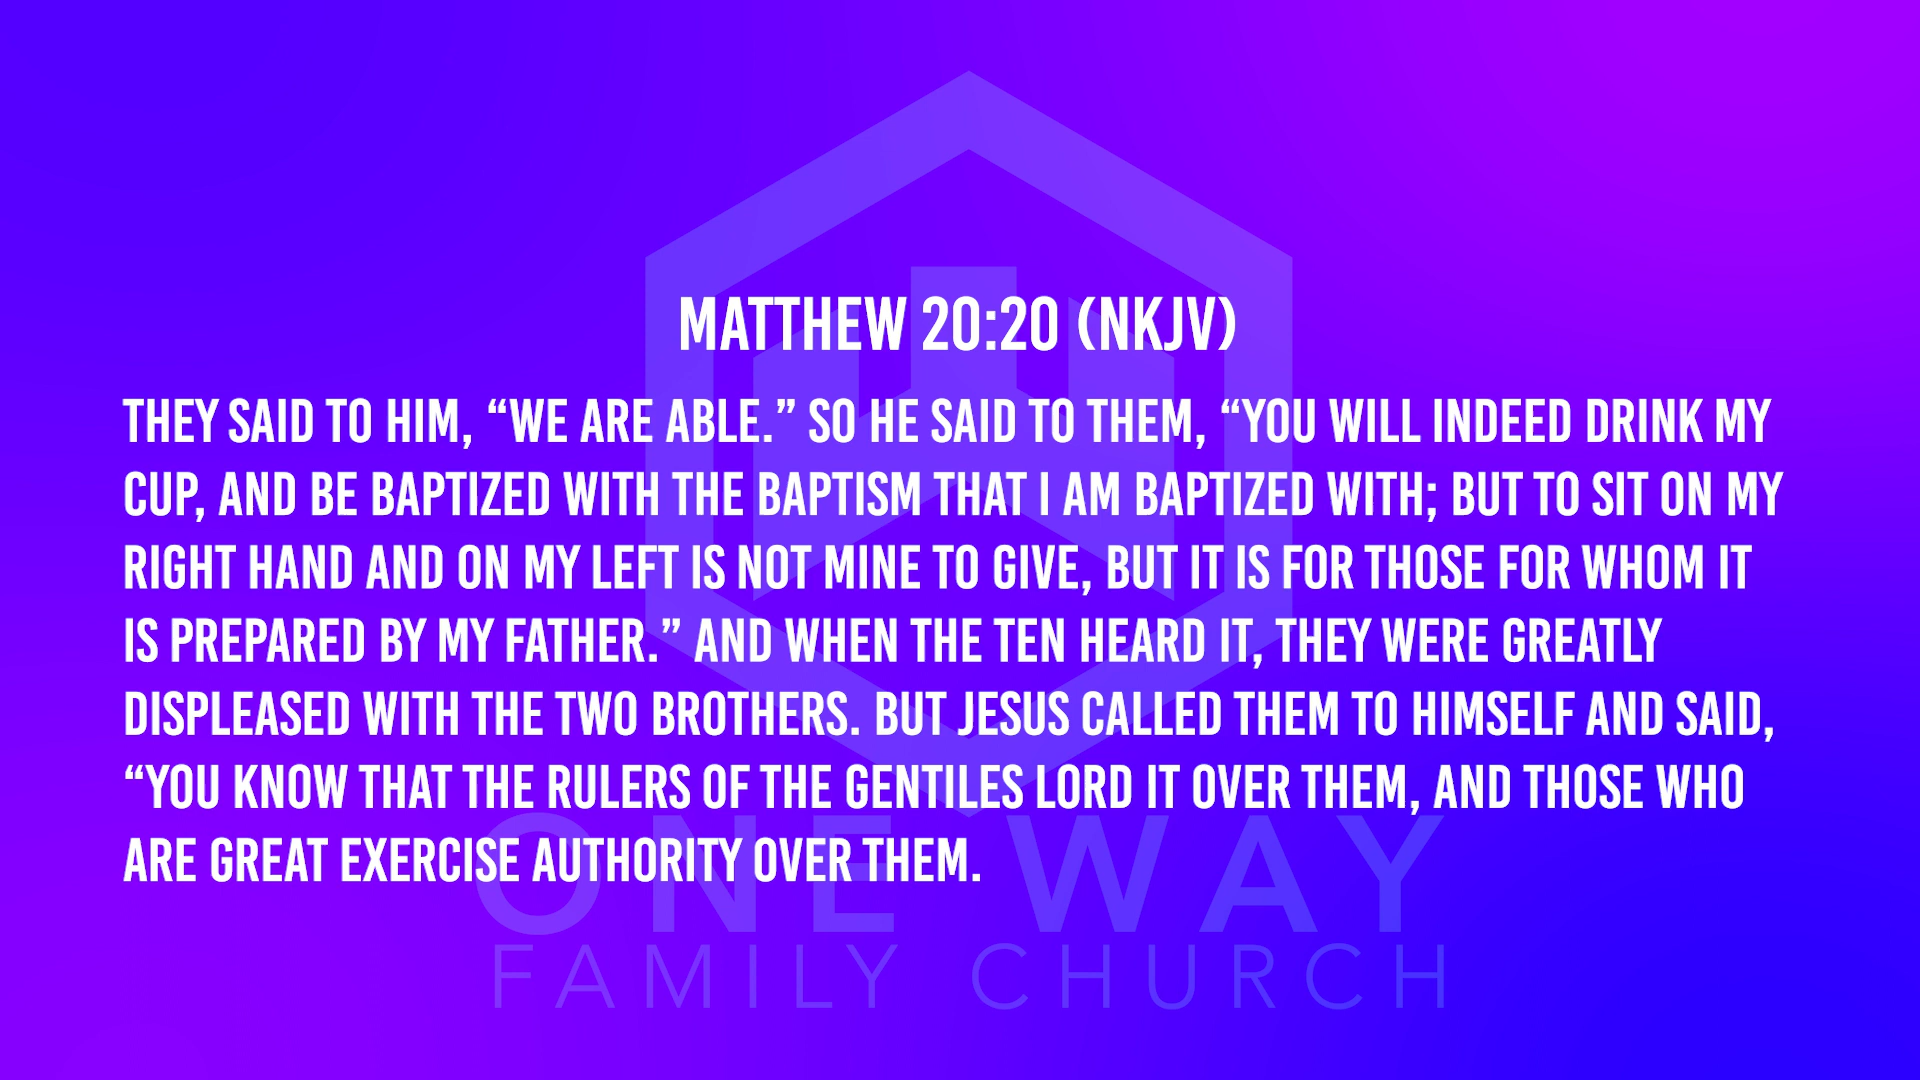 MATTHEW 20:20 (NKJV)
THEY SAID TO HIM, “WE ARE ABLE.” SO HE SAID TO THEM, “YOU WILL INDEED DRINK MY
CUP, AND BE BAPTIZED WITH THE BAPTISM THAT I AM BAPTIZED WITH; BUT TO SIT ON MY
RIGHT HAND AND ON MY LEFT IS NOT MINE TO GIVE, BUT IT IS FOR THOSE FOR WHOM IT
IS PREPARED BY MY FATHER.” AND WHEN THE TEN HEARD IT, THEY WERE GREATLY
DISPLEASED WITH THE TWO BROTHERS. BUT JESUS CALLED THEM TO HIMSELF AND SAID,
“YOU KNOW THAT THE RULERS OF THE GENTILES LORD IT OVER THEM, AND THOSE WHO
ARE GREAT EXERCISE AUTHORITY OVER THEM.
ONE WAY
FAMILY CHURCH